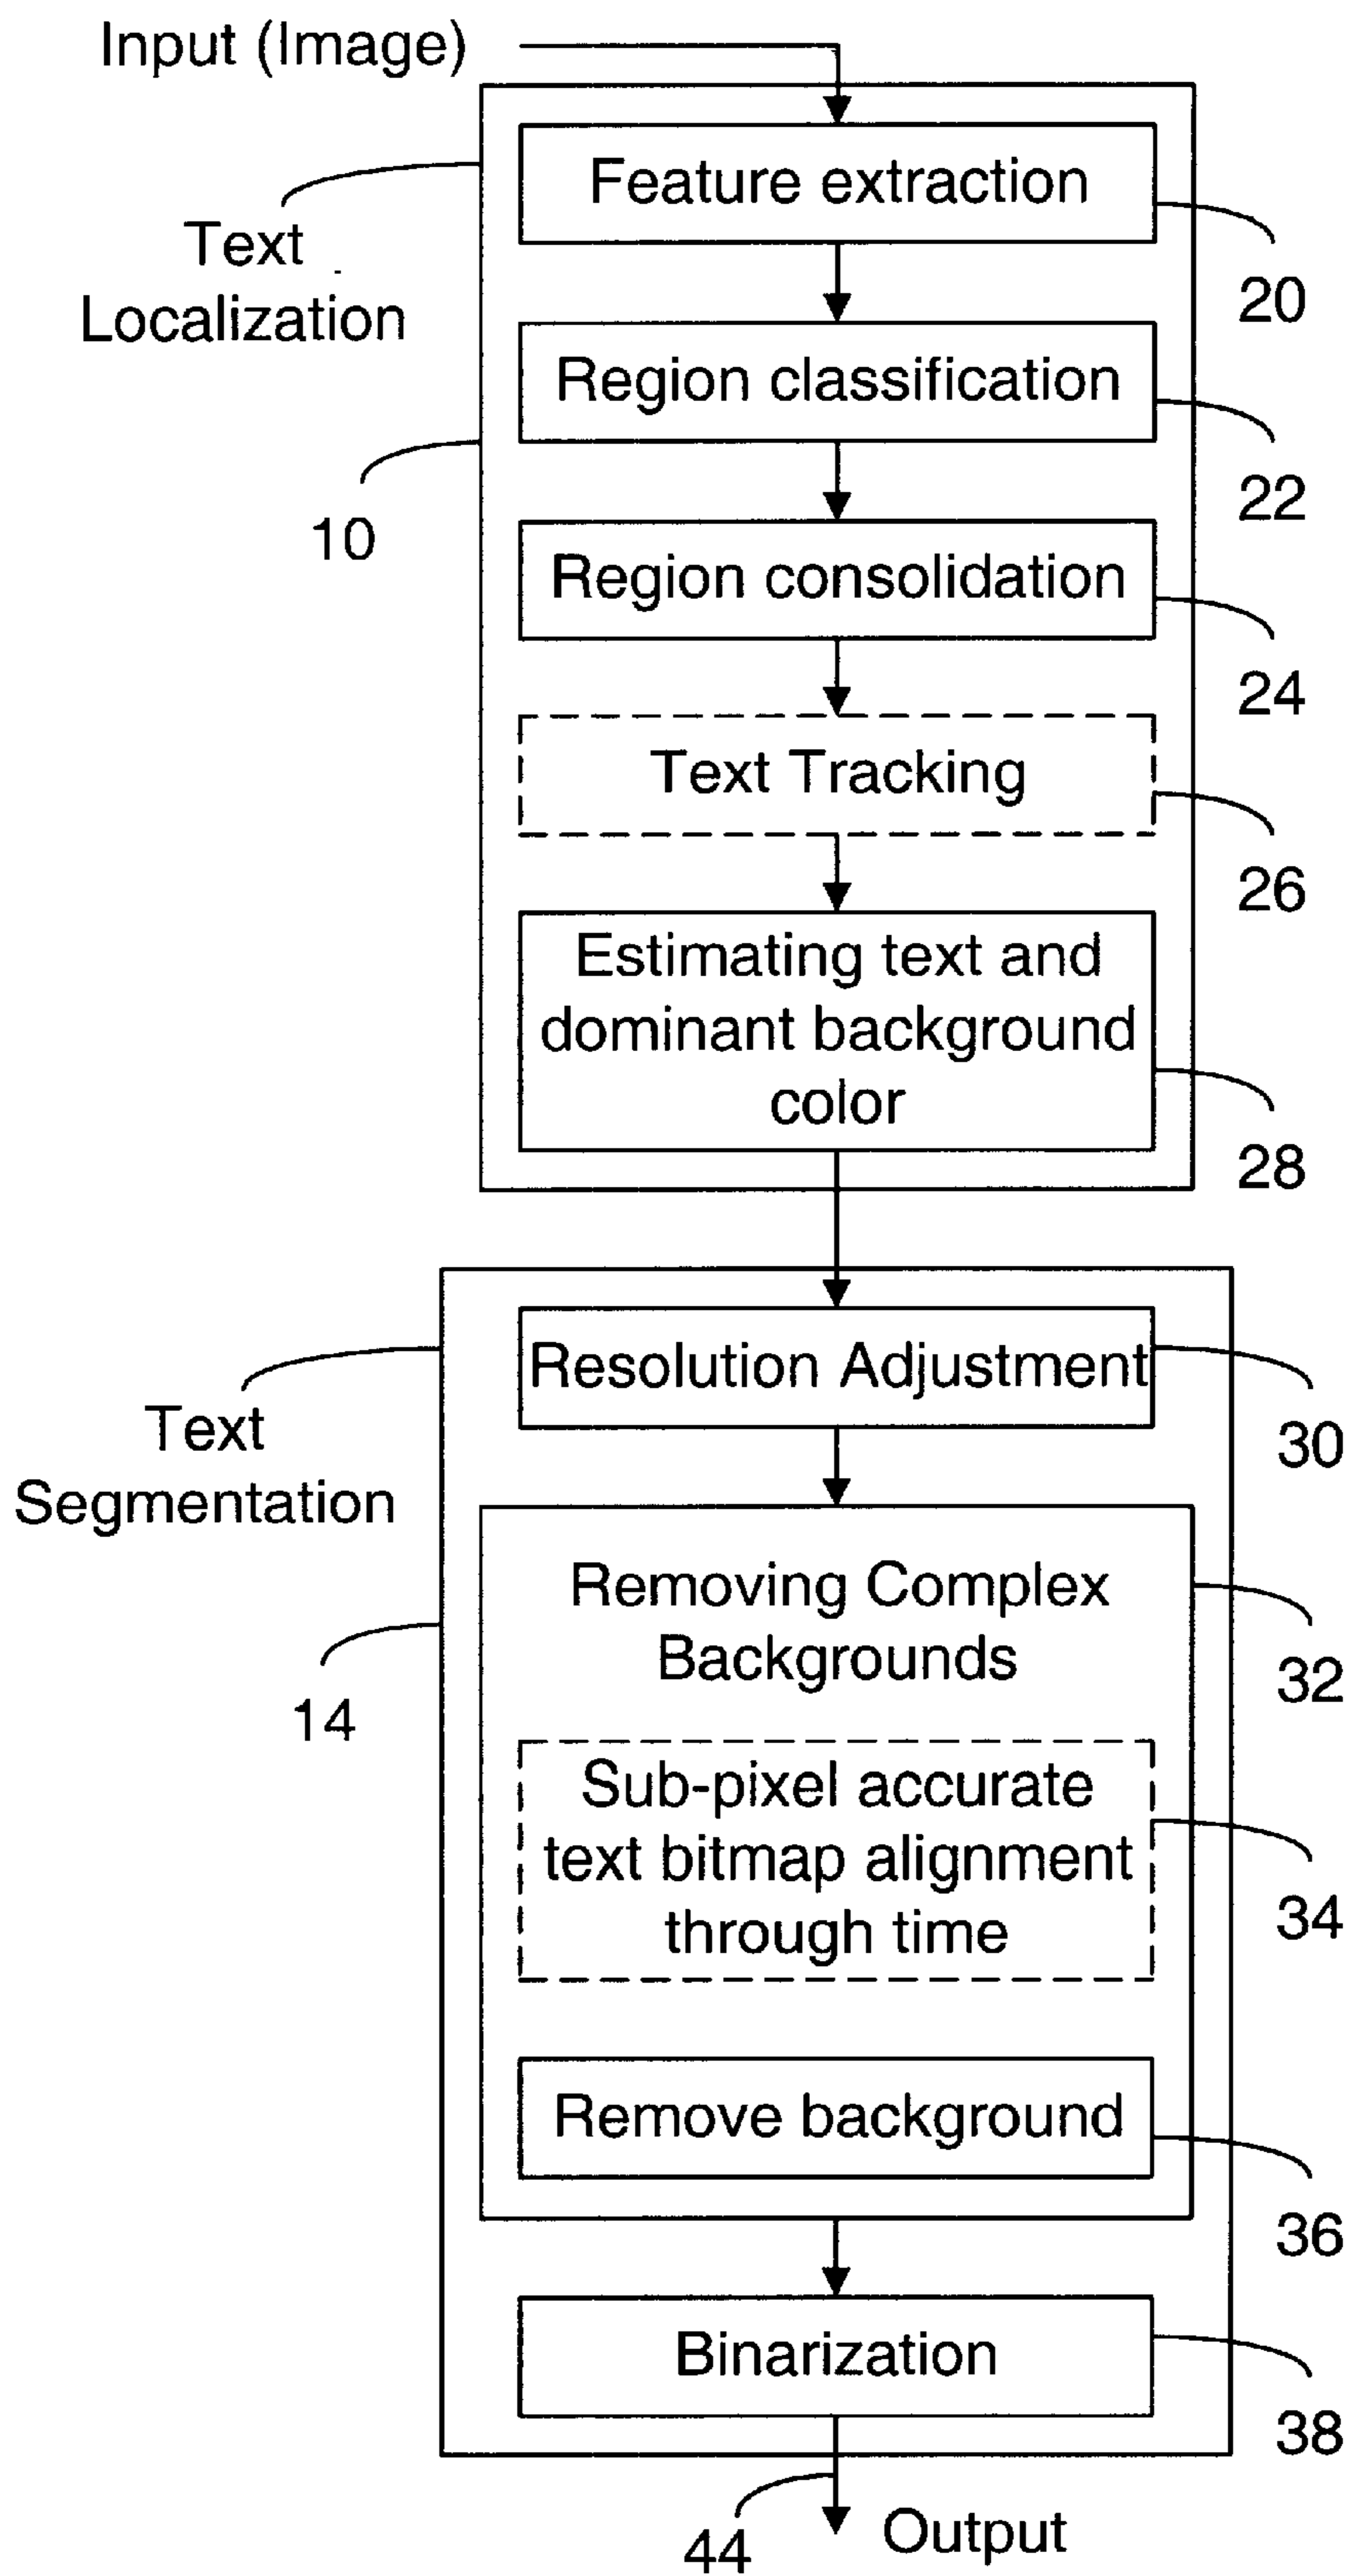 Input (Image)
Feature extraction
20
Text
Localization
Region classification
22
10
Region consolidation
24
Text Tracking
26
Estimating text and
dominant background
color
28
Resolution Adjustment
30
Text
Segmentation
Removing Complex
Backgrounds
32
14
Sub-pixel accurate
text bitmap alignment
through time
34
Remove background
36
Binarization
38
44
Output